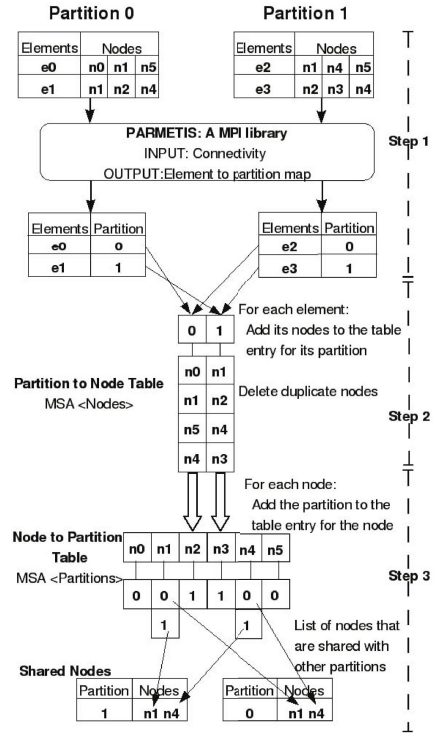 Partition 0 Partition 1
Elements Nodes Elements Nodes
e0 n0 n1 n5 e2 n1 n4 n5
e1 n1 n2 n4 e3 n2 n3 n4
PARMETIS: A MPI library
INPUT: Connectivity
OUTPUT:Element to partition map
Step 1
Elements Partition Elements Partition
e0 0 e2 0
e1 1 e3 1
For each element:
Add its nodes to the table
entry for its partition
0 1
n0 n1
n1 n2
n5 n4
n4 n3
Partition to Node Table
MSA <Nodes>
Delete duplicate nodes
Step 2
For each node:
Add the partition to the
table entry for the node
Node to Partition
Table
MSA <Partitions>
n0 n1 n2 n3 n4 n5
0 0 1 1 0 0
1 1
Step 3
List of nodes that
are shared with
other partitions
Shared Nodes
Partition Nodes Partition Nodes
1 n1 n4 0 n1 n4